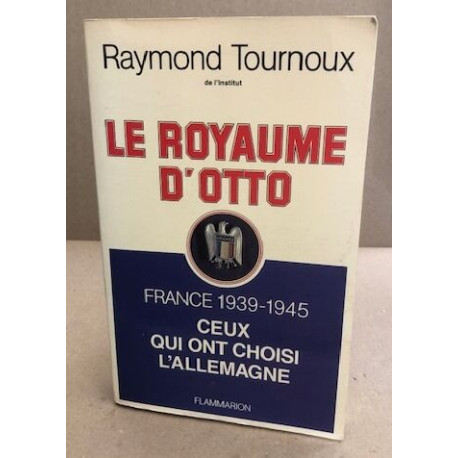 Raymond Tournoux
de l'Institut
LE ROYAUME
D'OTTO
FRANCE 1939-1945
CEUX
QUI ONT CHOISI
L'ALLEMAGNE
FLAMMARION